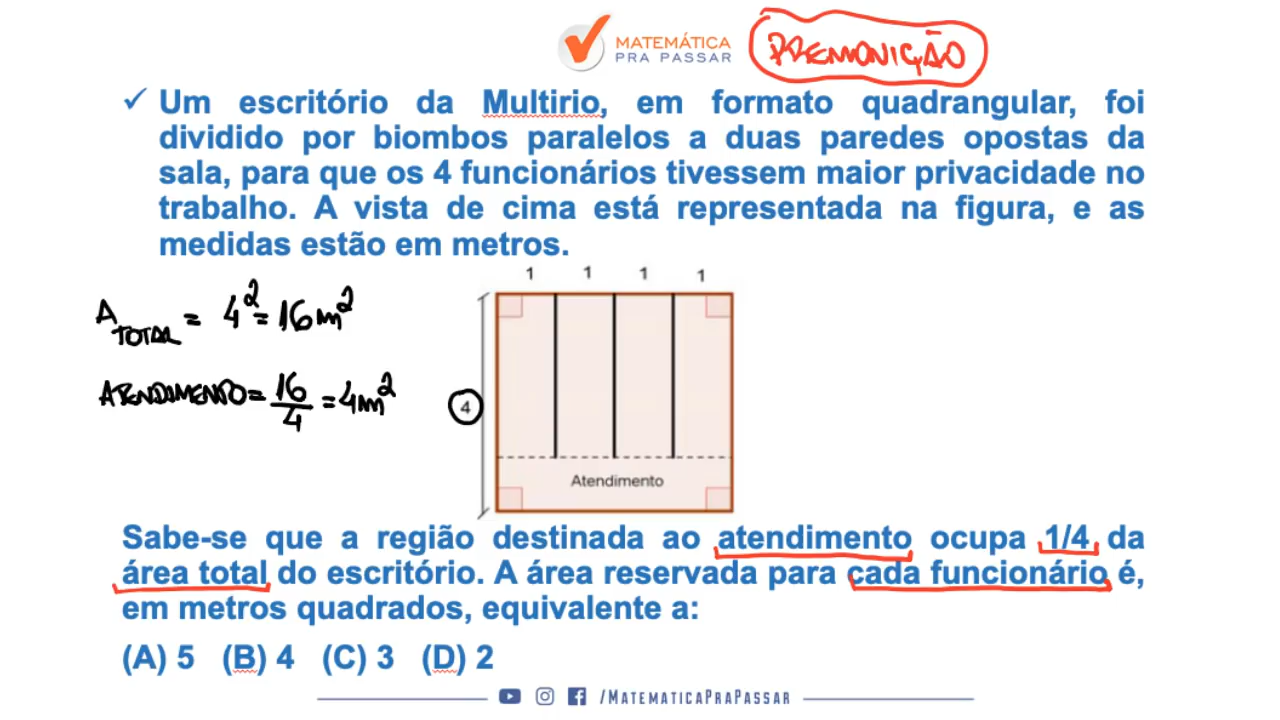 MATEMÁTICA
PRA PASSAR
PREMONIÇÃO
✓ Um escritório da Multirio, em formato quadrangular, foi
dividido por biombos paralelos a duas paredes opostas da
sala, para que os 4 funcionários tivessem maior privacidade no
trabalho. A vista de cima está representada na figura, e as
medidas estão em metros.
1 1 1 1
A TOTAL = 4² = 16m²
ATENDIMENTO = 16/4 = 4m²
4
Atendimento
Sabe-se que a região destinada ao atendimento ocupa 1/4 da
área total do escritório. A área reservada para cada funcionário é,
em metros quadrados, equivalente a:
(A) 5 (B) 4 (C) 3 (D) 2
/MATEMATICAPRAPASSAR